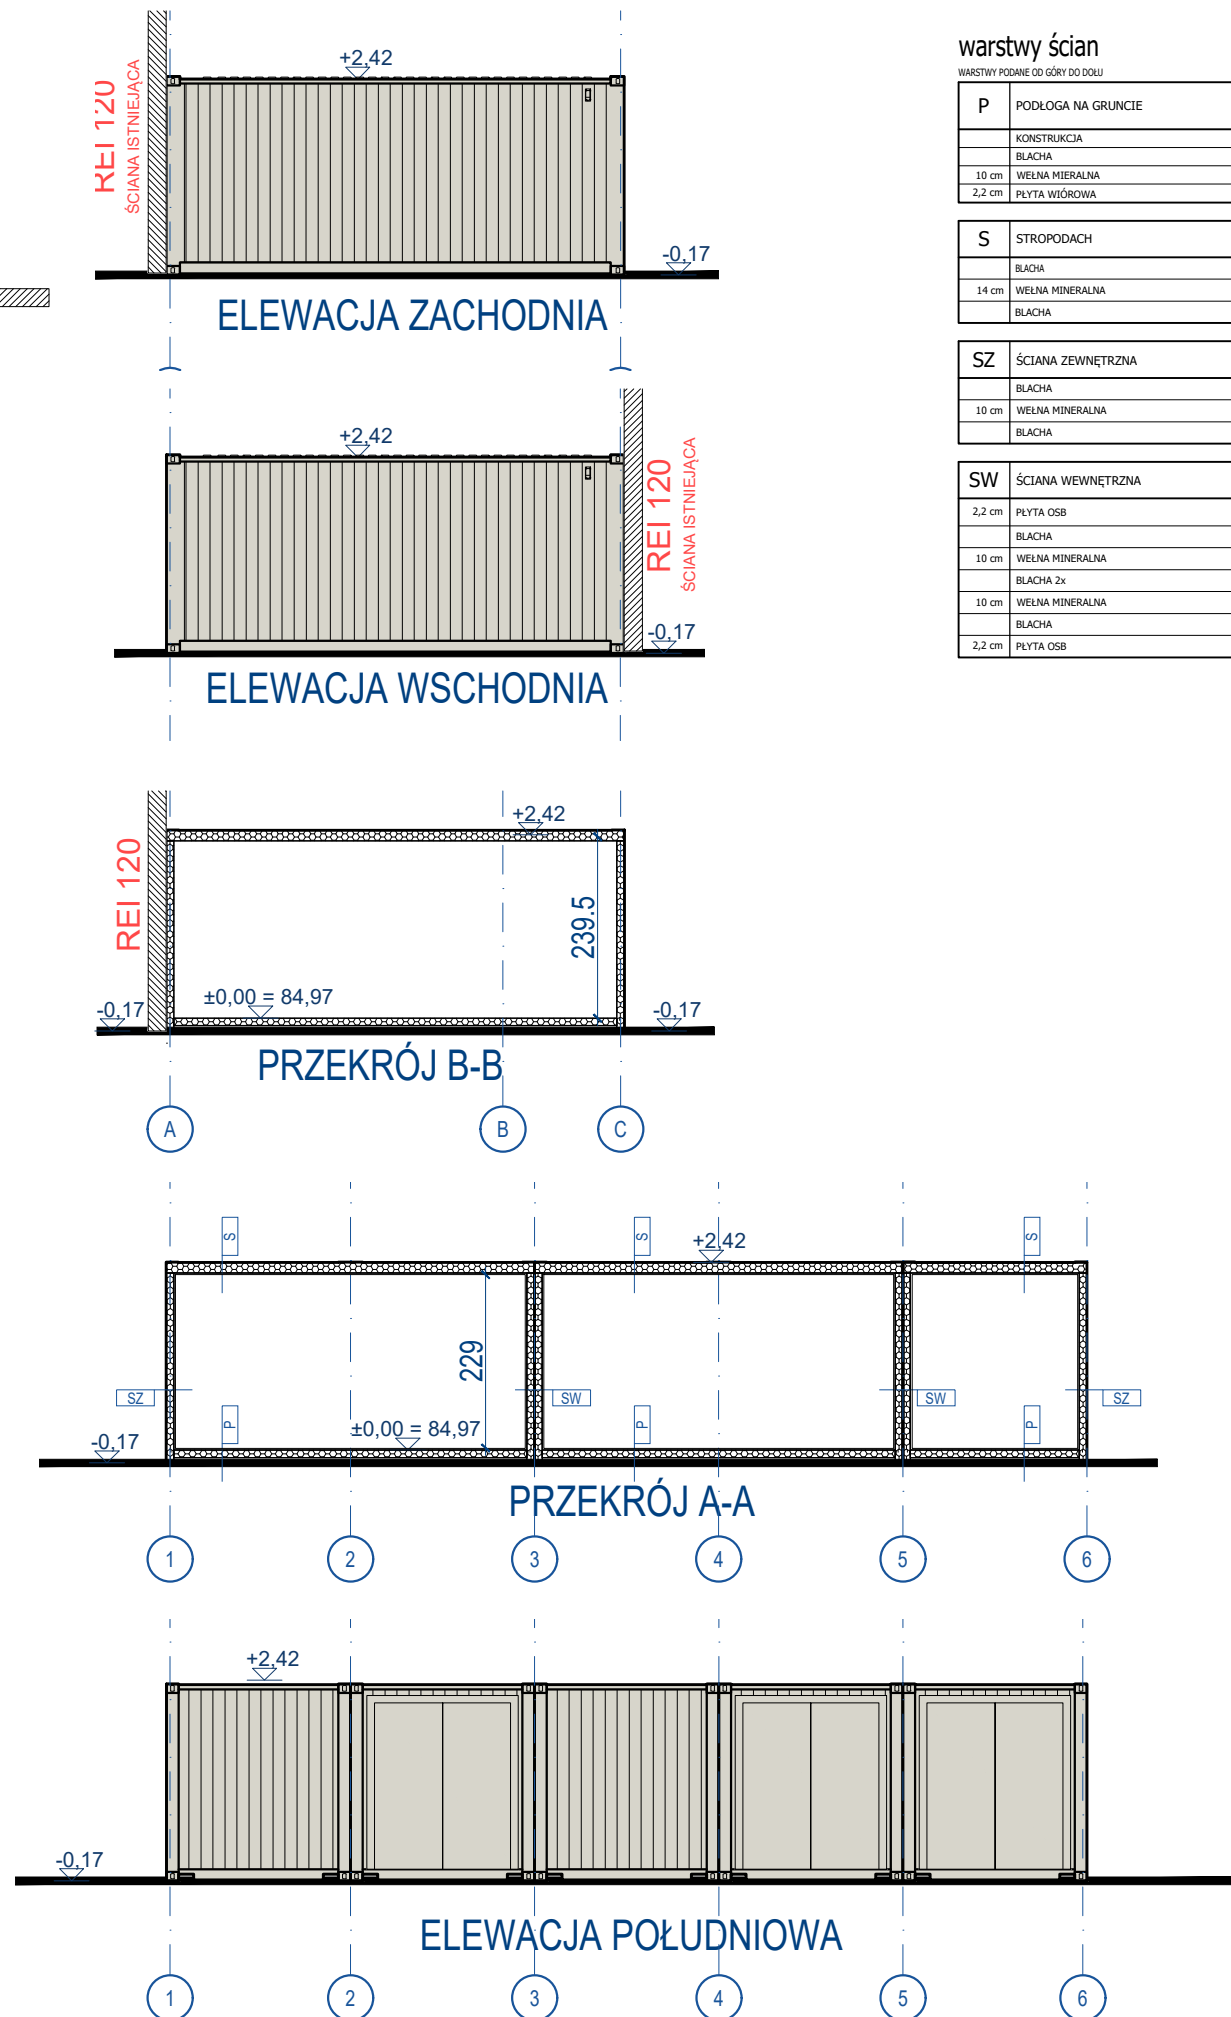 +2,42
REI 120
ŚCIANA ISTNIEJĄCA
-0,17
ELEWACJA ZACHODNIA
+2,42
REI 120
ŚCIANA ISTNIEJĄCA
-0,17
ELEWACJA WSCHODNIA
+2,42
REI 120
239.5
±0,00 = 84,97
-0,17
-0,17
PRZEKRÓJ B-B
A
B
C
S
S
+2,42
S
229
SZ
SW
SW
SZ
P
P
P
±0,00 = 84,97
-0,17
PRZEKRÓJ A-A
1
2
3
4
5
6
+2,42
-0,17
ELEWACJA POŁUDNIOWA
1
2
3
4
5
6
warstwy ścian
WARSTWY PODANE OD GÓRY DO DOŁU
P PODŁOGA NA GRUNCIE
KONSTRUKCJA
BLACHA
10 cm WEŁNA MIERALNA
2,2 cm PŁYTA WIÓROWA
S STROPODACH
BLACHA
14 cm WEŁNA MINERALNA
BLACHA
SZ ŚCIANA ZEWNĘTRZNA
BLACHA
10 cm WEŁNA MINERALNA
BLACHA
SW ŚCIANA WEWNĘTRZNA
2,2 cm PŁYTA OSB
BLACHA
10 cm WEŁNA MINERALNA
BLACHA 2x
10 cm WEŁNA MINERALNA
BLACHA
2,2 cm PŁYTA OSB